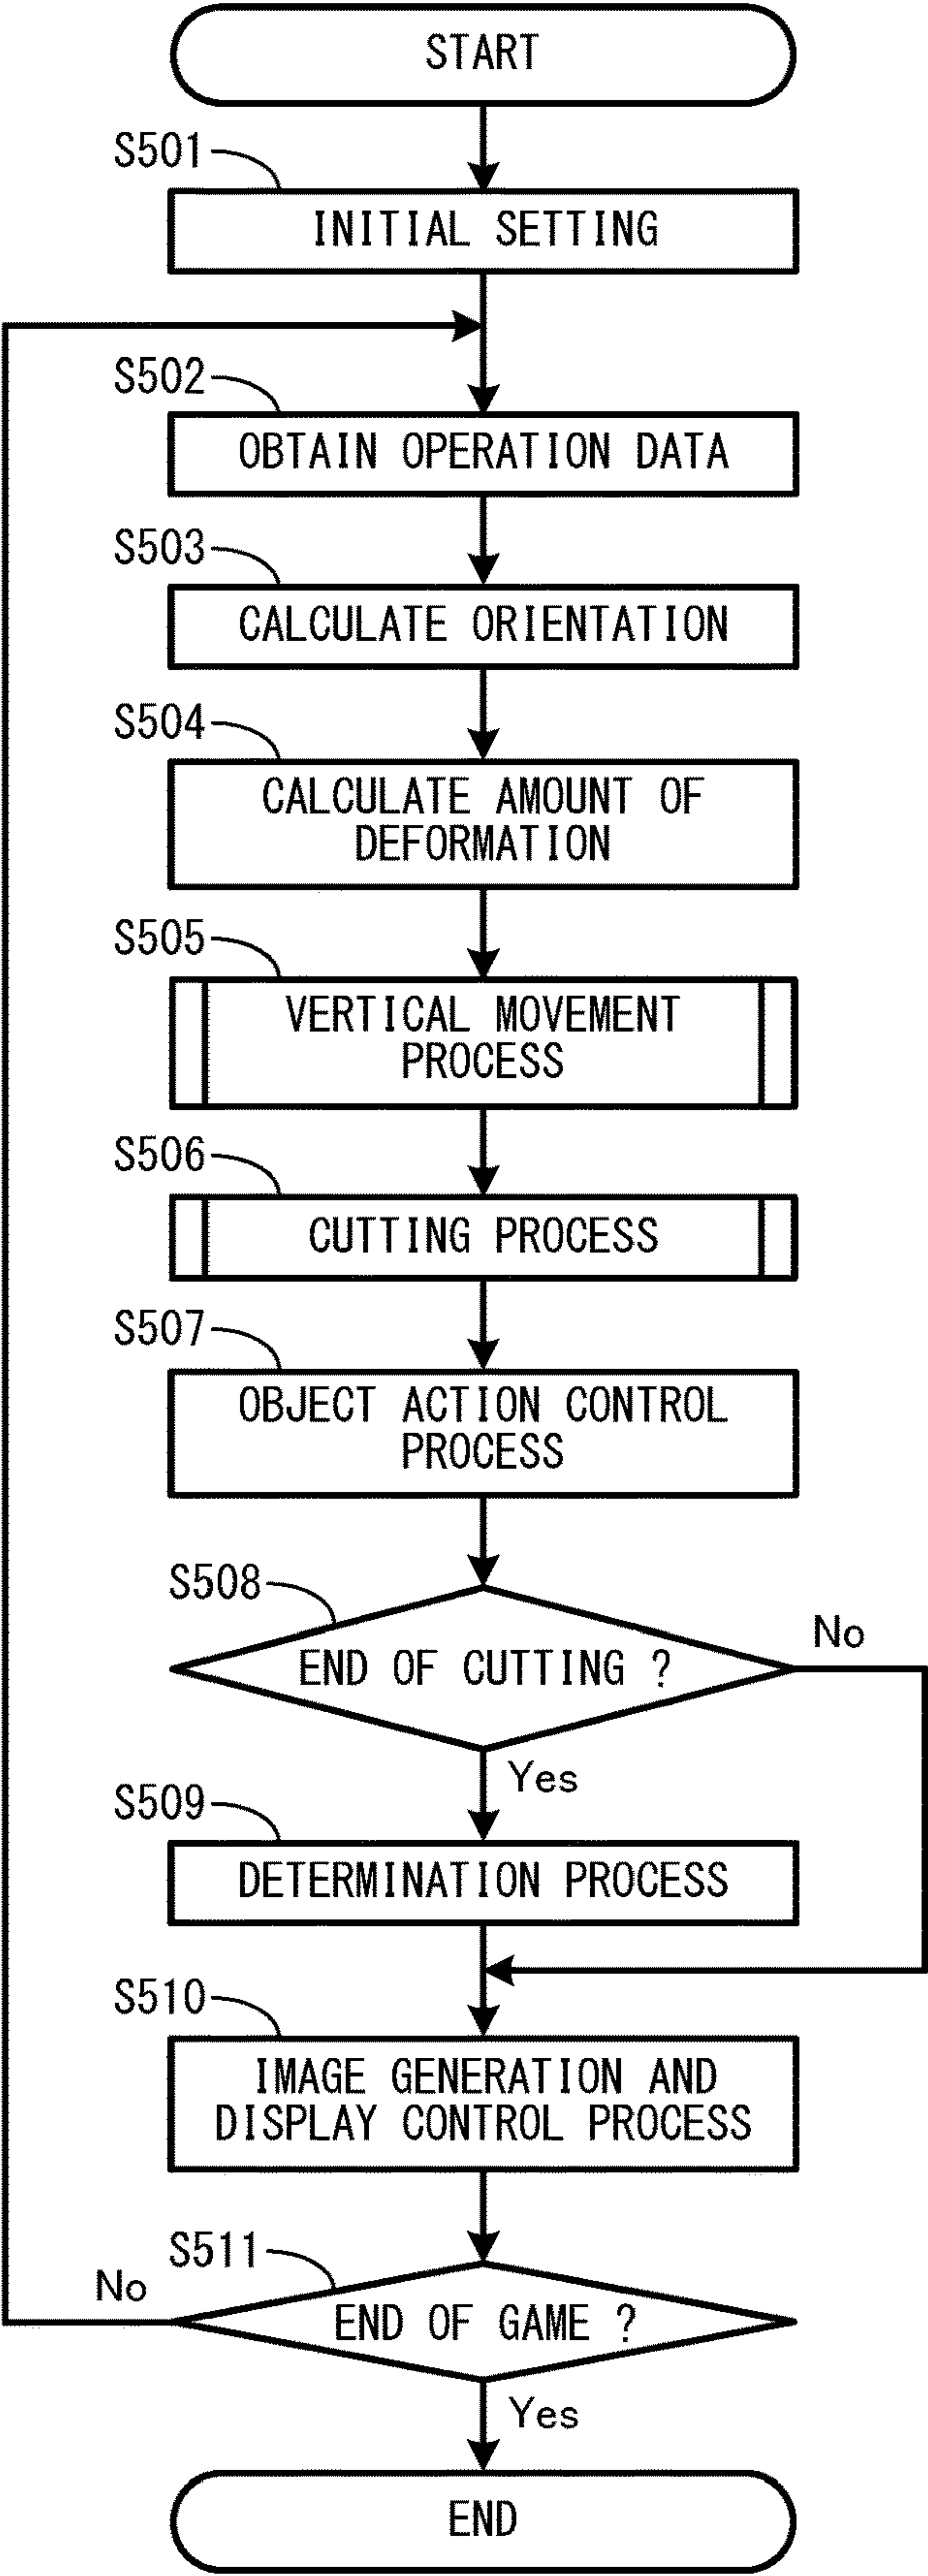 START
S501
INITIAL SETTING
S502
OBTAIN OPERATION DATA
S503
CALCULATE ORIENTATION
S504
CALCULATE AMOUNT OF
DEFORMATION
S505
VERTICAL MOVEMENT
PROCESS
S506
CUTTING PROCESS
S507
OBJECT ACTION CONTROL
PROCESS
S508
END OF CUTTING ?
No
Yes
S509
DETERMINATION PROCESS
S510
IMAGE GENERATION AND
DISPLAY CONTROL PROCESS
S511
No
END OF GAME ?
Yes
END